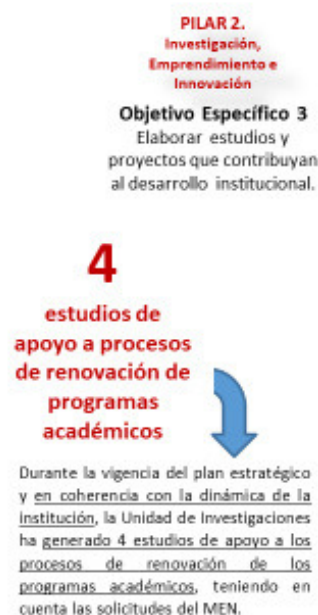 PILAR 2.
Investigación,
Emprendimiento e
Innovación
Objetivo Específico 3
Elaborar estudios y
proyectos que contribuyan
al desarrollo institucional.
4
estudios de
apoyo a procesos
de renovación de
programas
académicos
Durante la vigencia del plan estratégico
y en coherencia con la dinámica de la
institución, la Unidad de Investigaciones
ha generado 4 estudios de apoyo a los
procesos de renovación de los
programas académicos, teniendo en
cuenta las solicitudes del MEN.